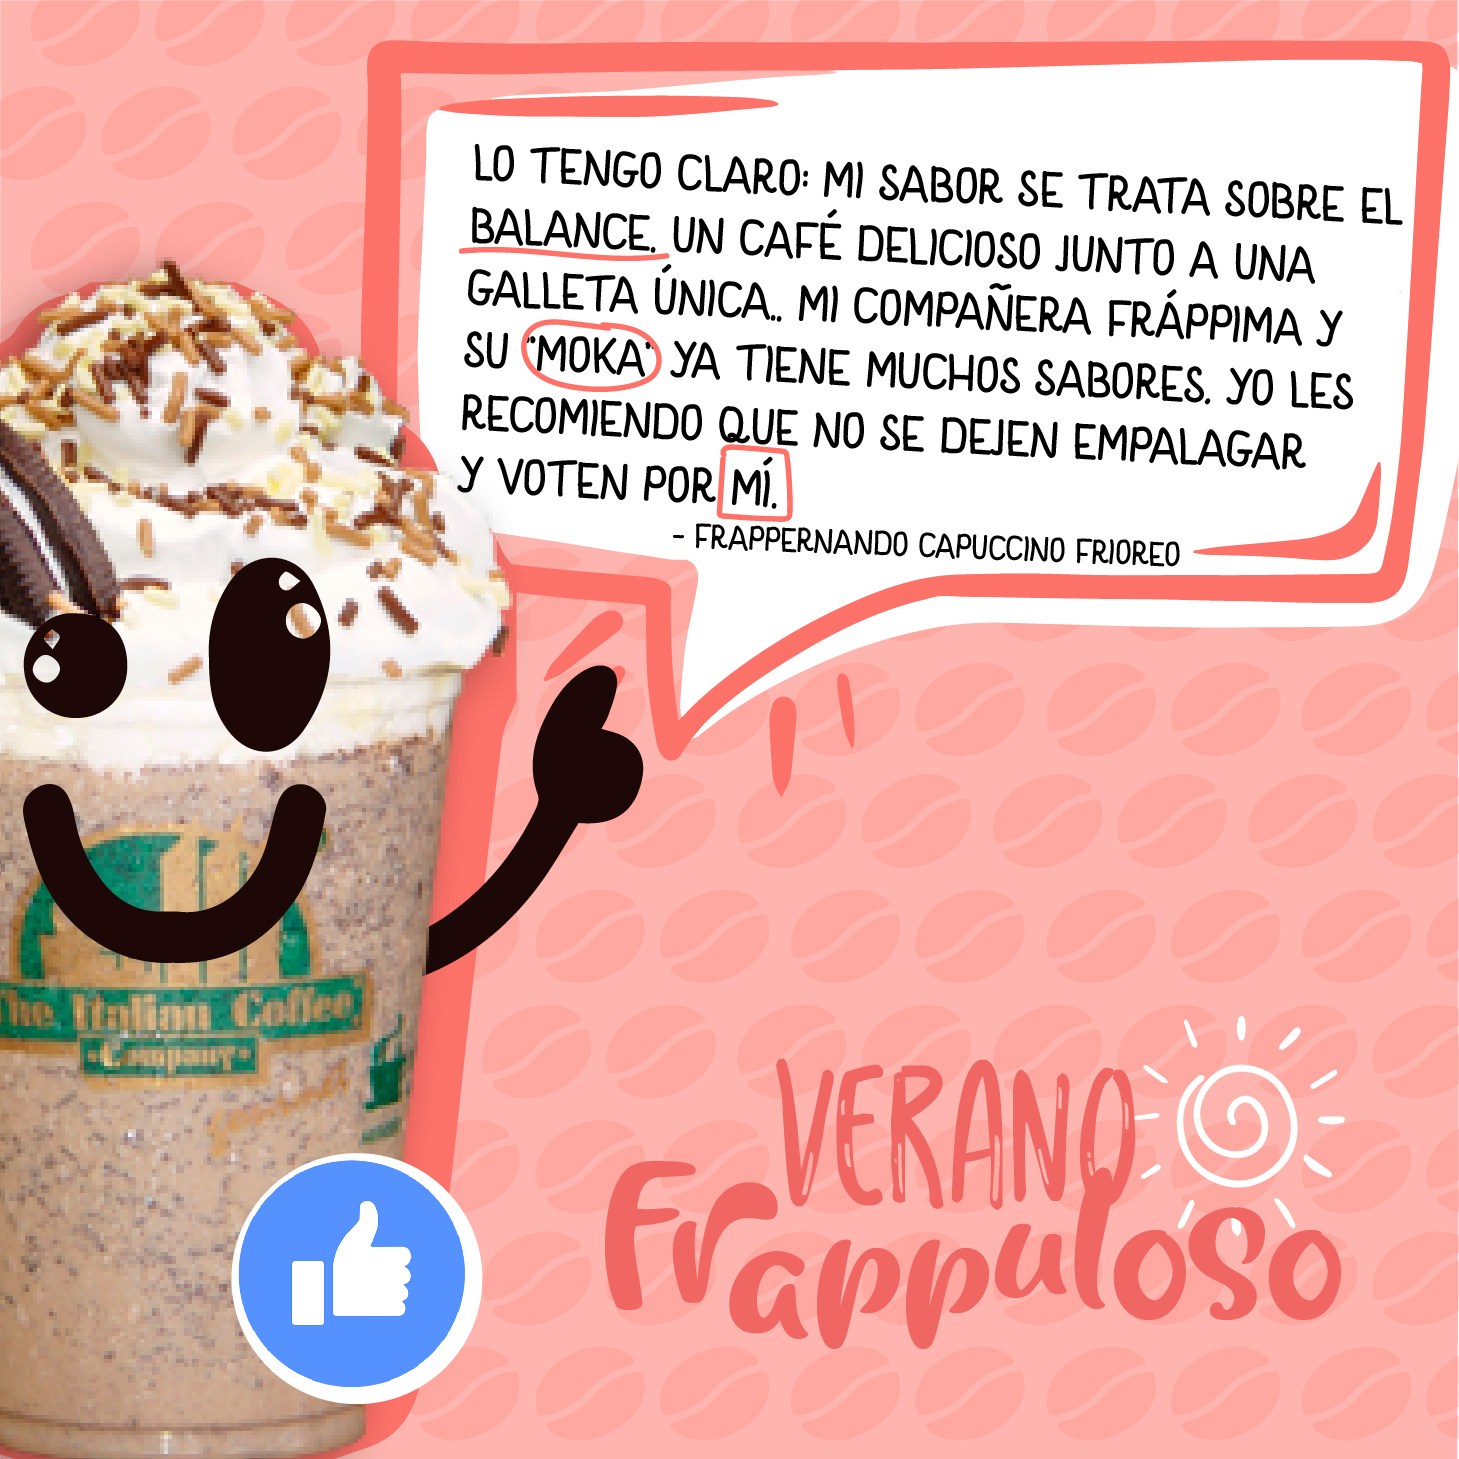 LO TENGO CLARO: MI SABOR SE TRATA SOBRE EL
BALANCE. UN CAFÉ DELICIOSO JUNTO A UNA
GALLETA ÚNICA.. MI COMPAÑERA FRÁPPIMA Y
SU "MOKA" YA TIENE MUCHOS SABORES. YO LES
RECOMIENDO QUE NO SE DEJEN EMPALAGAR
Y VOTEN POR MÍ.
- FRAPPERNANDO CAPUCCINO FRIOREO
The Italian Coffee
Company
VERANO
Frappuloso